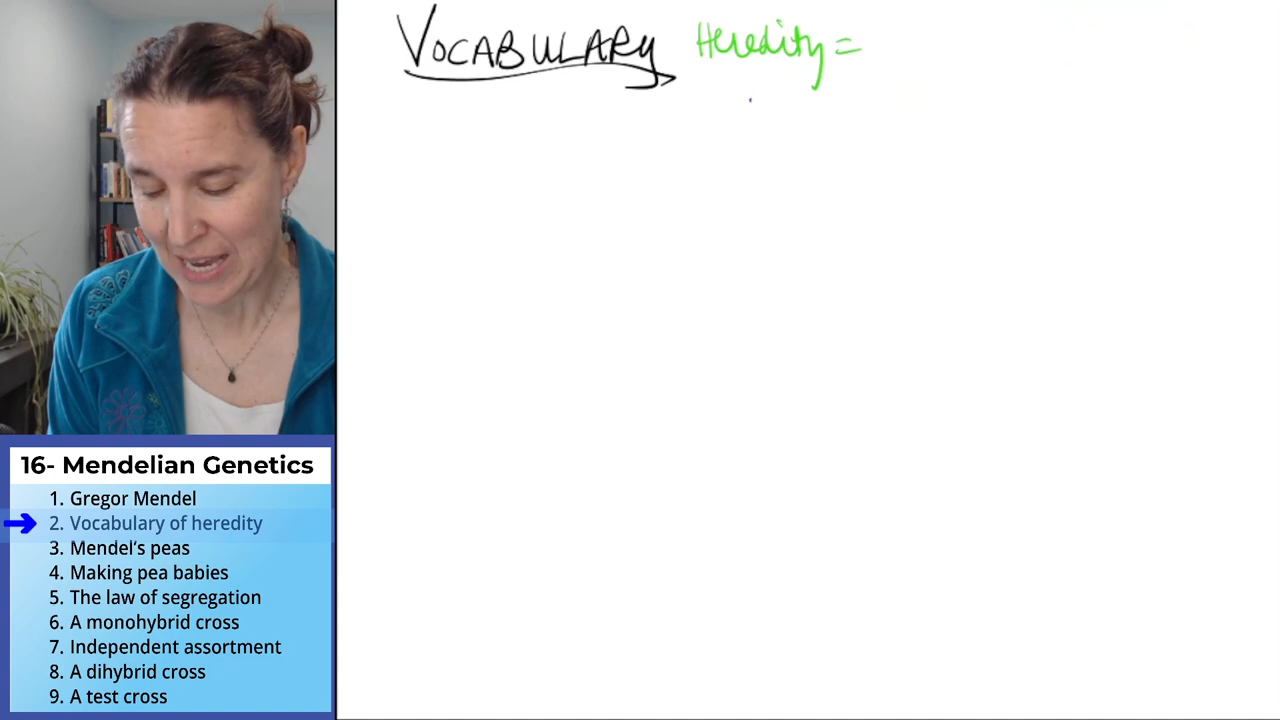 VOCABULARY Heredity =
16- Mendelian Genetics
1. Gregor Mendel
2. Vocabulary of heredity
3. Mendel's peas
4. Making pea babies
5. The law of segregation
6. A monohybrid cross
7. Independent assortment
8. A dihybrid cross
9. A test cross